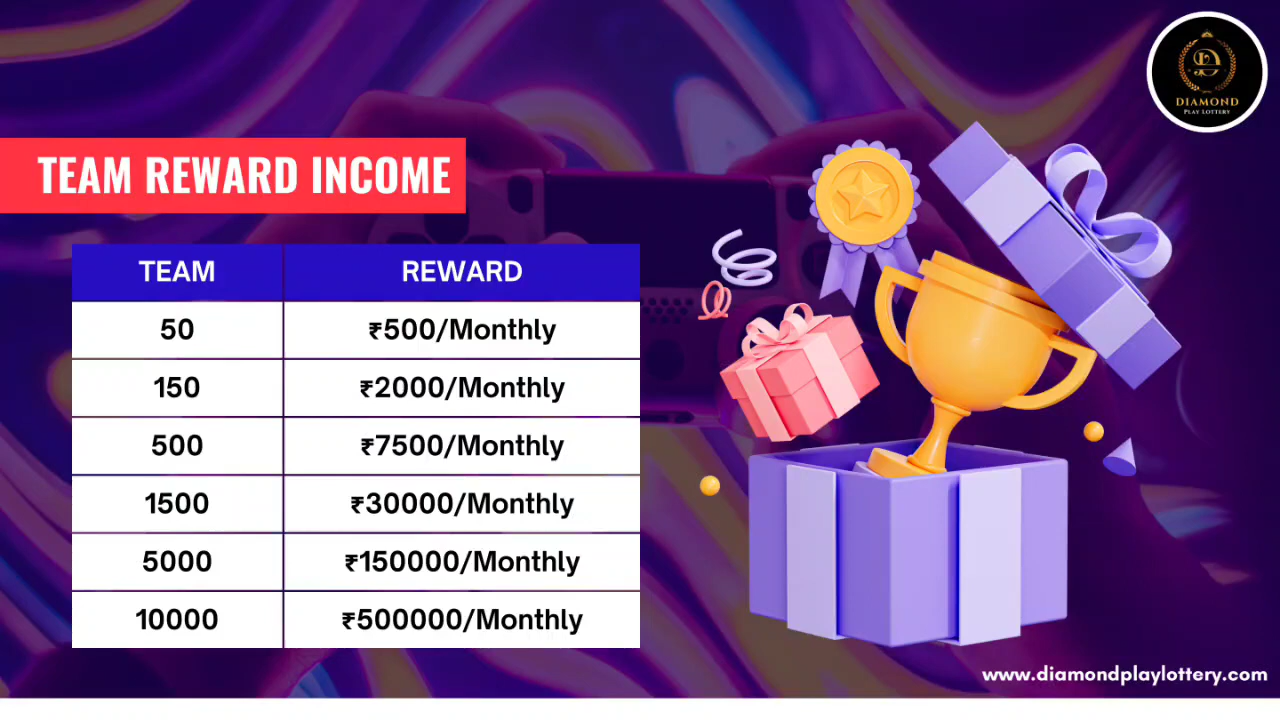 DIAMOND
PLAY LOTTERY
TEAM REWARD INCOME
TEAM REWARD
50 ₹500/Monthly
150 ₹2000/Monthly
500 ₹7500/Monthly
1500 ₹30000/Monthly
5000 ₹150000/Monthly
10000 ₹500000/Monthly
www.diamondplaylottery.com